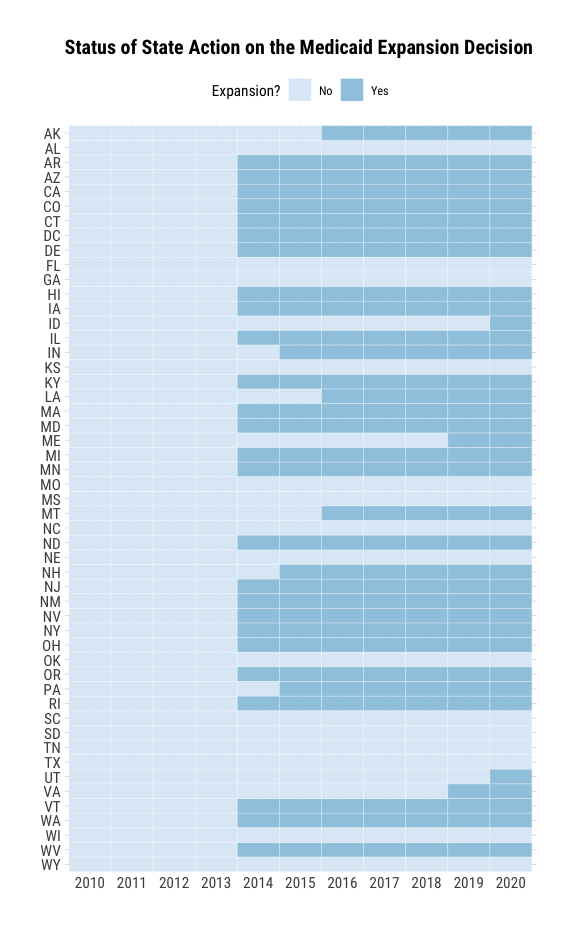 Status of State Action on the Medicaid Expansion Decision
Expansion? No Yes
AK
AL
AR
AZ
CA
CO
CT
DC
DE
FL
GA
HI
IA
ID
IL
IN
KS
KY
LA
MA
MD
ME
MI
MN
MO
MS
MT
NC
ND
NE
NH
NJ
NM
NV
NY
OH
OK
OR
PA
RI
SC
SD
TN
TX
UT
VA
VT
WA
WI
WV
WY
2010 2011 2012 2013 2014 2015 2016 2017 2018 2019 2020